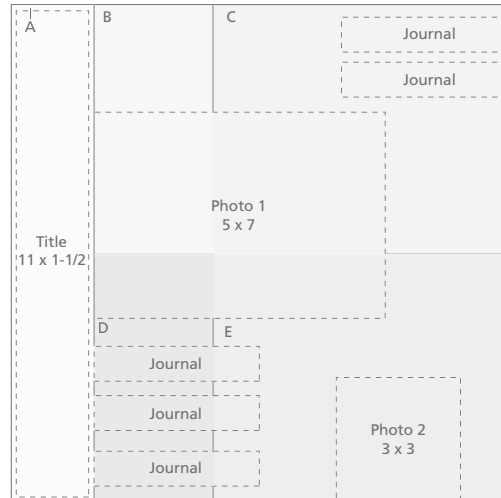 A
B
C
Journal
Journal
Photo 1
5 x 7
Title
11 x 1-1/2
D
E
Journal
Journal
Journal
Photo 2
3 x 3